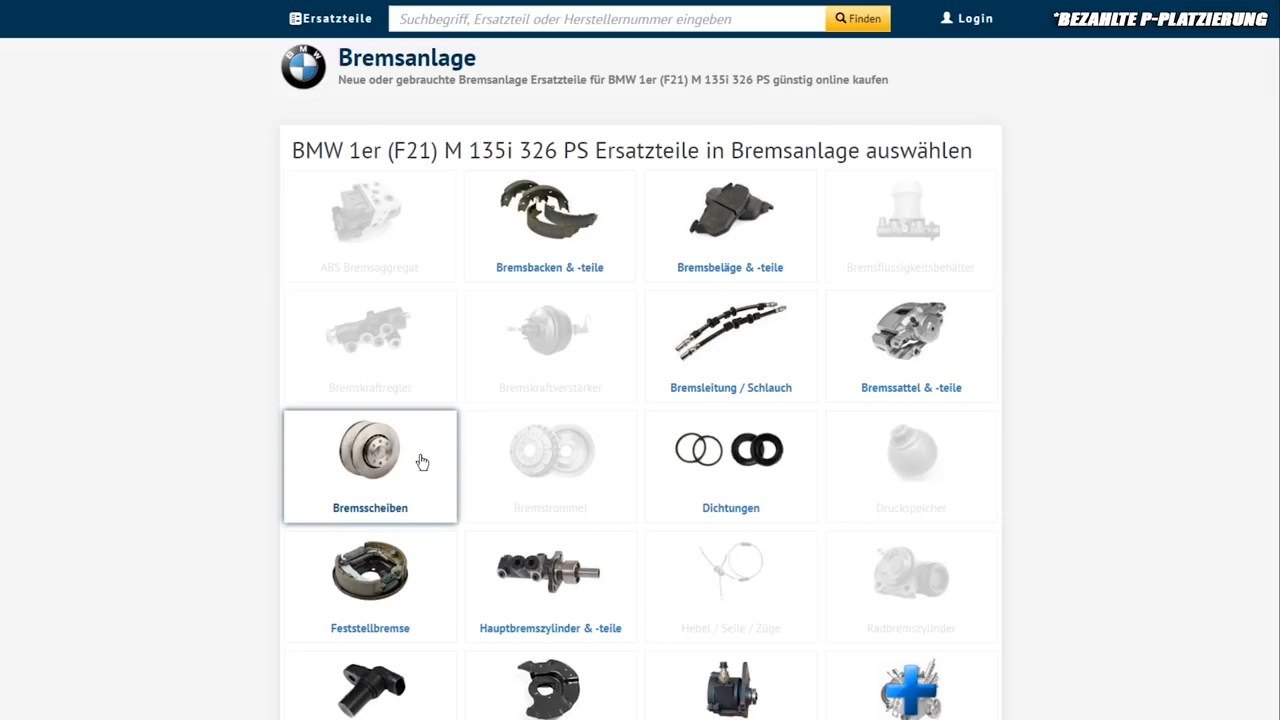 Ersatzteile
Suchbegriff, Ersatzteil oder Herstellernummer eingeben
Finden
Login
*BEZAHLTE P-PLATZIERUNG
BMW
Bremsanlage
Neue oder gebrauchte Bremsanlage Ersatzteile für BMW 1er (F21) M 135i 326 PS günstig online kaufen
BMW 1er (F21) M 135i 326 PS Ersatzteile in Bremsanlage auswählen
ABS Bremsaggregat
Bremsbacken & -teile
Bremsbeläge & -teile
Bremsflüssigkeitsbehälter
Bremskraftregler
Bremskraftverstärker
Bremsleitung / Schlauch
Bremssattel & -teile
Bremsscheiben
Bremstrommel
Dichtungen
Druckspeicher
Feststellbremse
Hauptbremszylinder & -teile
Hebel / Seile / Züge
Radbremszylinder